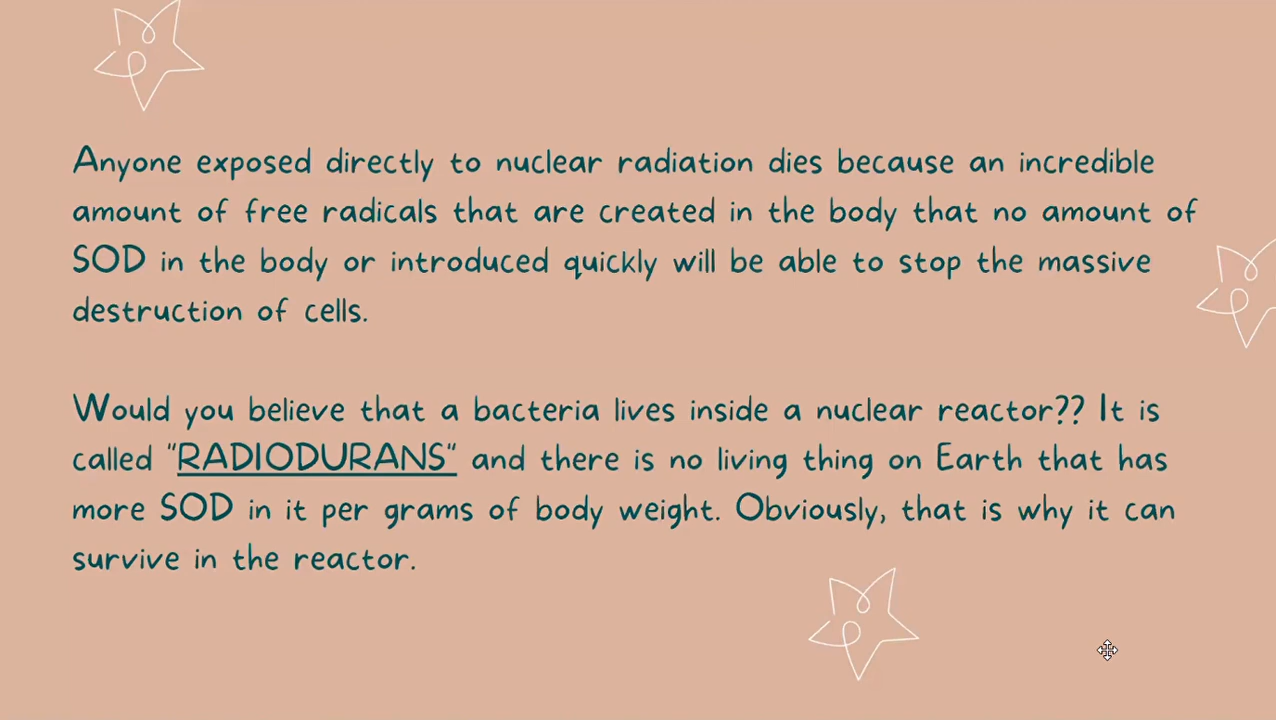 Anyone exposed directly to nuclear radiation dies because an incredible
amount of free radicals that are created in the body that no amount of
SOD in the body or introduced quickly will be able to stop the massive
destruction of cells.
Would you believe that a bacteria lives inside a nuclear reactor?? It is
called "RADIODURANS" and there is no living thing on Earth that has
more SOD in it per grams of body weight. Obviously, that is why it can
survive in the reactor.